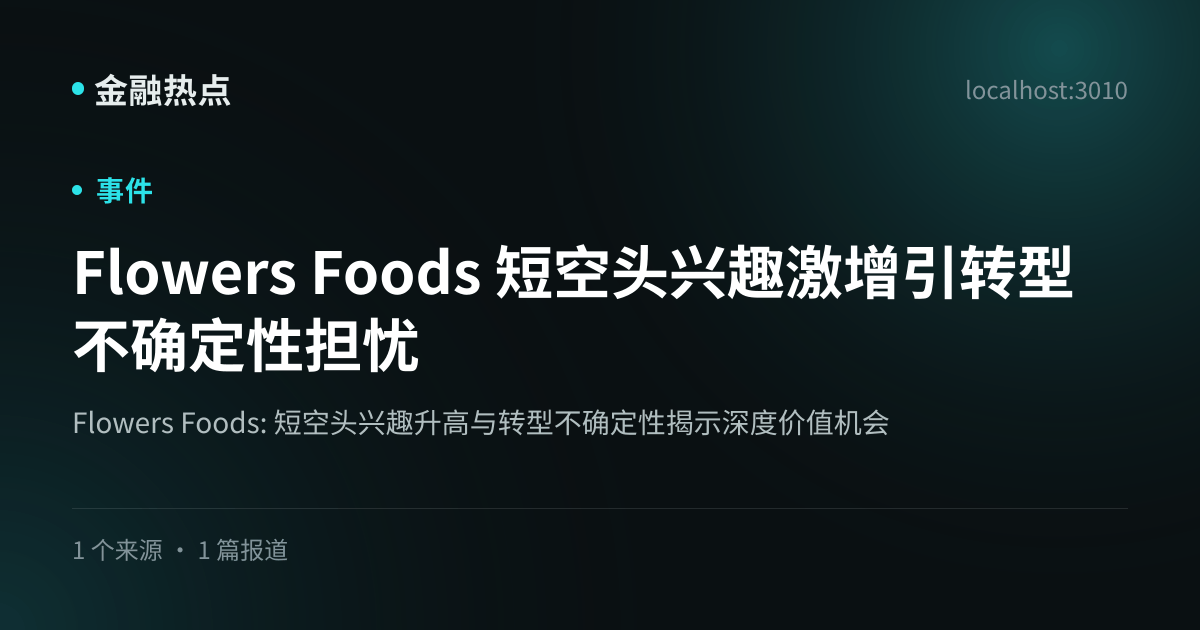 金融热点
localhost:3010
事件
Flowers Foods 短空头兴趣激增引转型
不确定性担忧
Flowers Foods: 短空头兴趣升高与转型不确定性揭示深度价值机会
1 个来源 · 1 篇报道